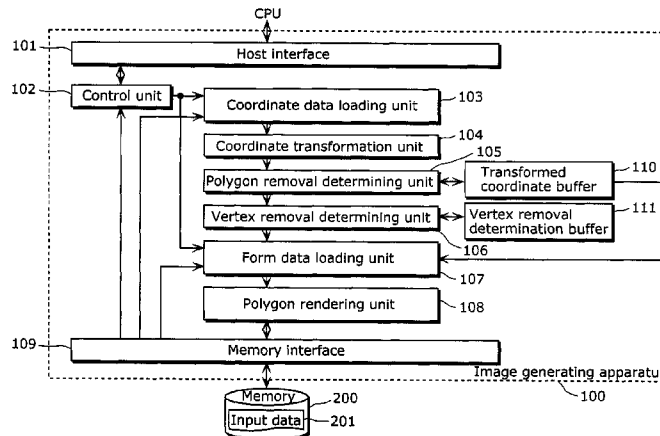 CPU
101
Host interface
102
Control unit
Coordinate data loading unit
103
Coordinate transformation unit
104
105
Polygon removal determining unit
Transformed
coordinate buffer
110
Vertex removal determining unit
Vertex removal
determination buffer
111
106
Form data loading unit
107
Polygon rendering unit
108
109
Memory interface
Image generating apparatu
100
Memory
200
Input data
201